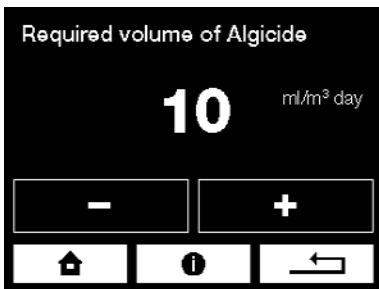 Required volume of Algicide
10 ml/m³ day
− +